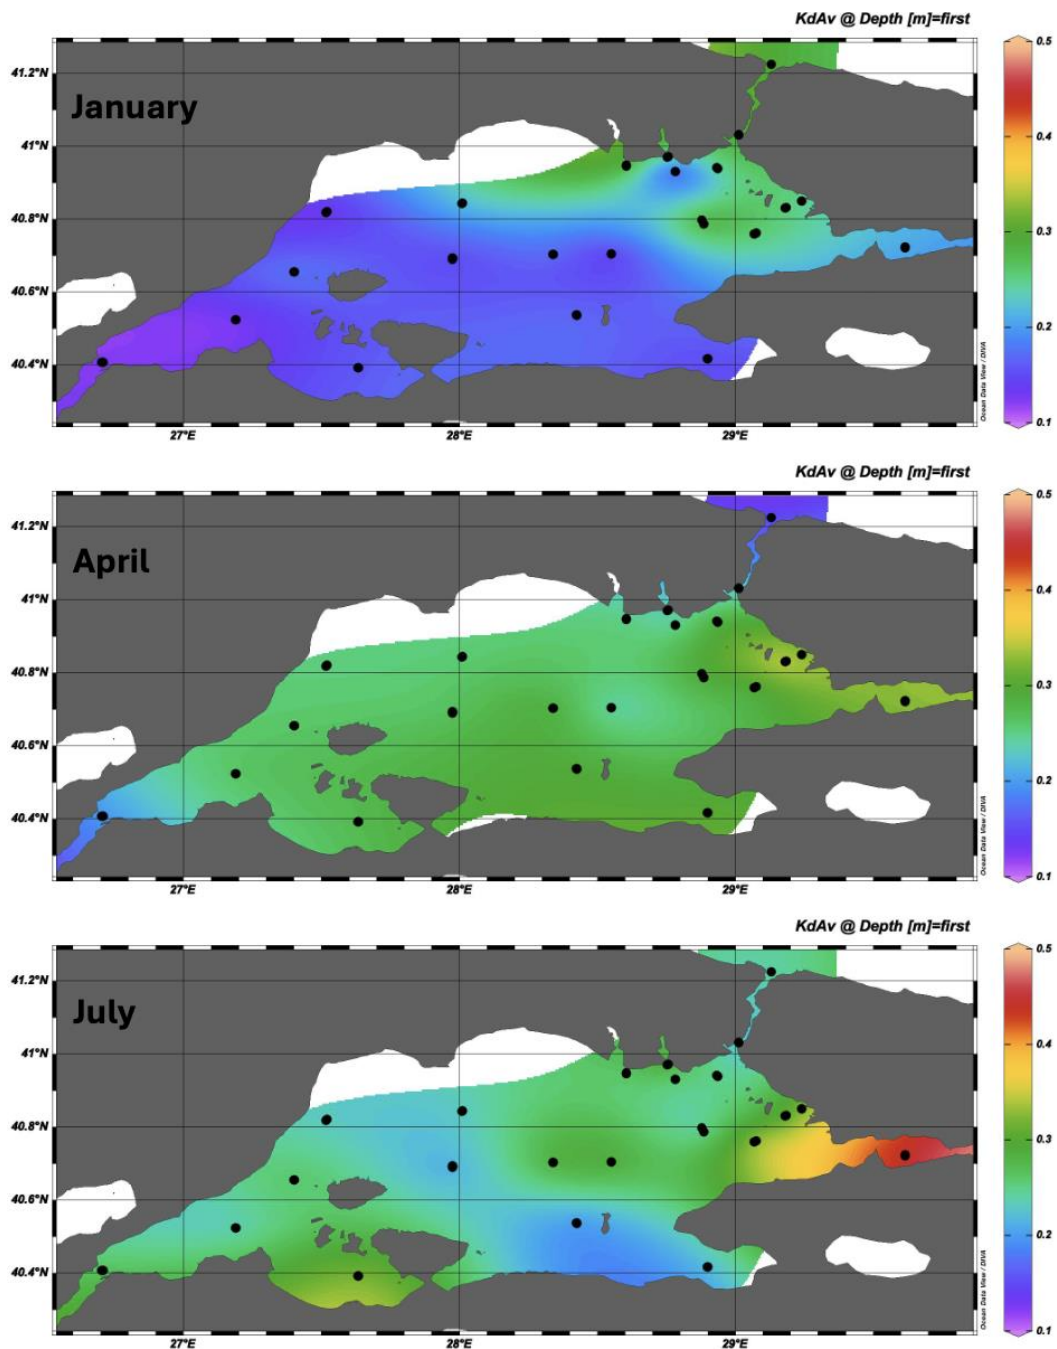 KdAv @ Depth [m]=first
January
41.2°N
41°N
40.8°N
40.6°N
40.4°N
27°E
28°E
29°E
0.5
0.4
0.3
0.2
0.1
Ocean Data View / DIVA
KdAv @ Depth [m]=first
April
41.2°N
41°N
40.8°N
40.6°N
40.4°N
27°E
28°E
29°E
0.5
0.4
0.3
0.2
0.1
Ocean Data View / DIVA
KdAv @ Depth [m]=first
July
41.2°N
41°N
40.8°N
40.6°N
40.4°N
27°E
28°E
29°E
0.5
0.4
0.3
0.2
0.1
Ocean Data View / DIVA